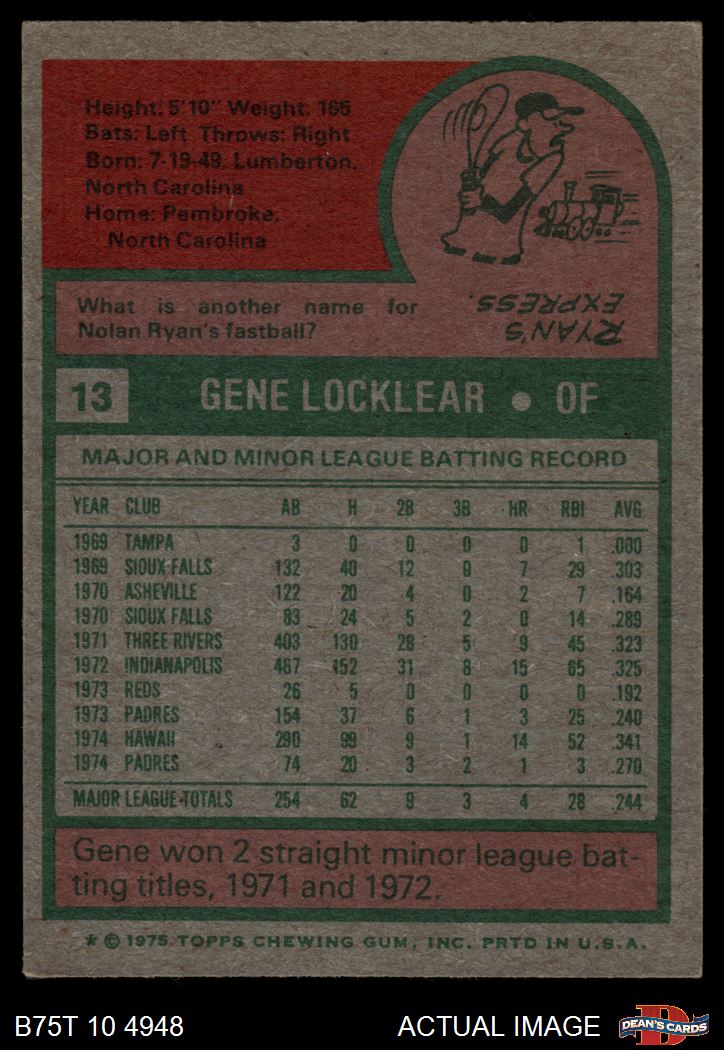 Height: 5'10" Weight: 165
Bats: Left Throws: Right
Born: 7-19-49, Lumberton,
North Carolina
Home: Pembroke,
North Carolina
What is another name for
Nolan Ryan's fastball?
RYAN'S
EXPRESS.
13 GENE LOCKLEAR • OF
MAJOR AND MINOR LEAGUE BATTING RECORD
YEAR CLUB AB H 2B 3B HR RBI AVG
1969 TAMPA 3 0 0 0 0 1 .000
1969 SIOUX FALLS 132 40 12 0 7 29 .303
1970 ASHEVILLE 122 20 4 0 2 7 .164
1970 SIOUX FALLS 83 24 5 2 0 14 .289
1971 THREE RIVERS 403 130 28 5 9 45 .323
1972 INDIANAPOLIS 467 152 31 8 15 65 .325
1973 REDS 26 5 0 0 0 0 .192
1973 PADRES 154 37 6 1 3 25 .240
1974 HAWAII 290 99 9 1 14 52 .341
1974 PADRES 74 20 3 2 1 3 .270
MAJOR LEAGUE TOTALS 254 62 9 3 4 28 .244
Gene won 2 straight minor league bat-
ting titles, 1971 and 1972.
* © 1975 TOPPS CHEWING GUM, INC. PRTD IN U.S.A.
B75T 10 4948 ACTUAL IMAGE D DEAN'S CARDS